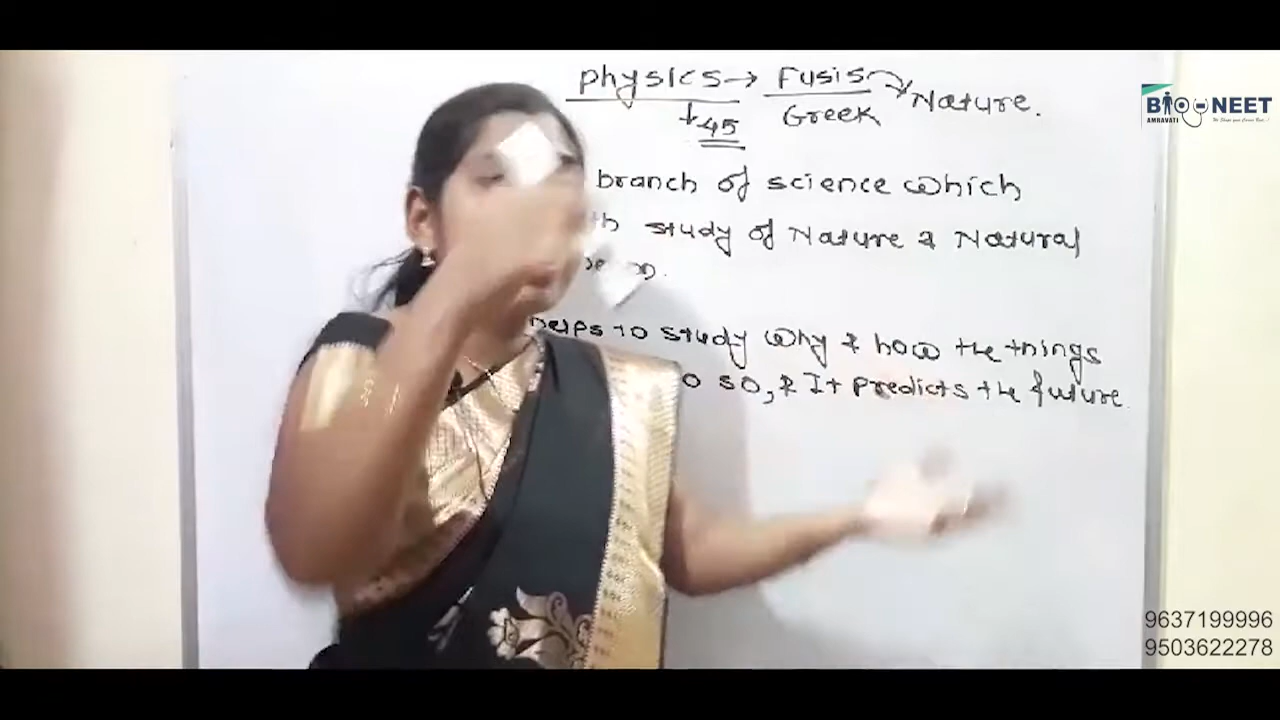 Physics → Fusis → Nature.
↓ 45
Greek
branch of science which
study of Nature & Natural
helps to study why & how the things
so, & It predicts the future.
BIO-NEET
AMRAVATI
9637199996
9503622278